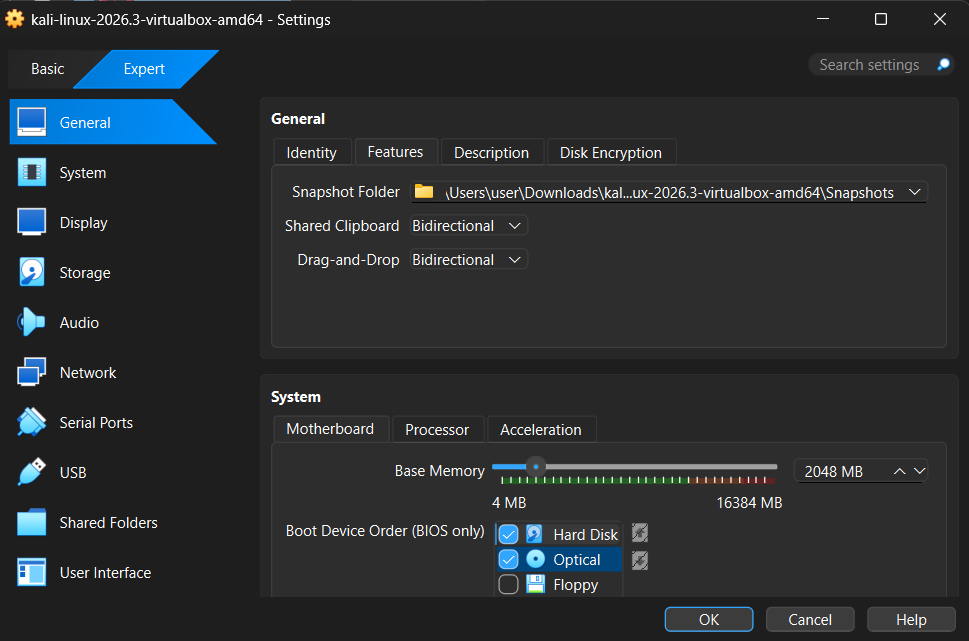 kali-linux-2026.3-virtualbox-amd64 - Settings
Basic
Expert
Search settings
General
System
Display
Storage
Audio
Network
Serial Ports
USB
Shared Folders
User Interface
General
Identity Features Description Disk Encryption
Snapshot Folder \Users\user\Downloads\kal...ux-2026.3-virtualbox-amd64\Snapshots
Shared Clipboard Bidirectional
Drag-and-Drop Bidirectional
System
Motherboard Processor Acceleration
Base Memory 2048 MB
4 MB 16384 MB
Boot Device Order (BIOS only) Hard Disk
Optical
Floppy
OK Cancel Help